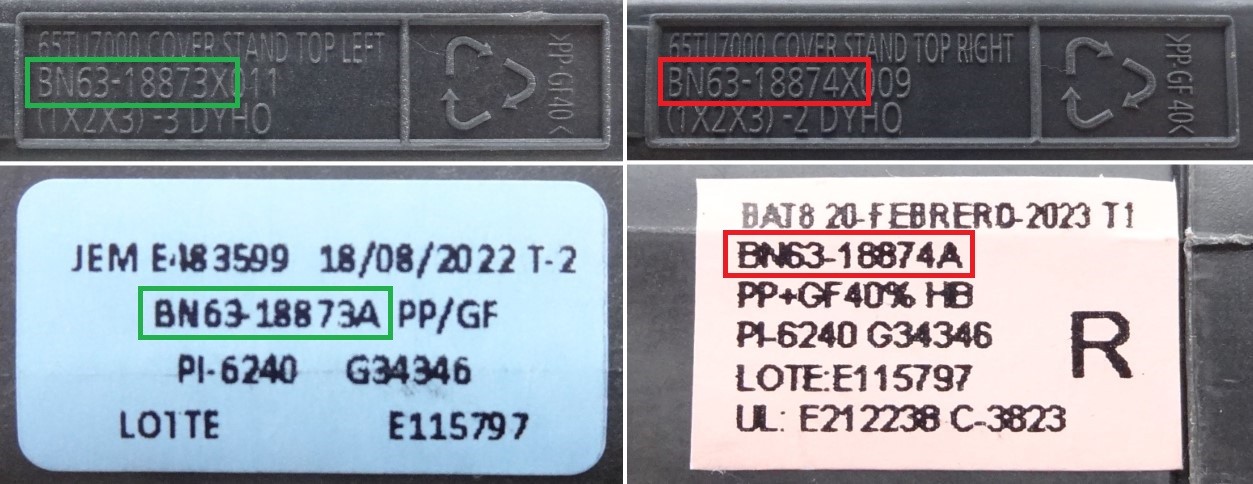 65TU7000 COVER STAND TOP LEFT
BN63-18873X011
(1X2X3) -3 DYHO
>PP-GF40<
65TU7000 COVER STAND TOP RIGHT
BN63-18874X009
(1X2X3) -2 DYHO
>PP-GF 40<
JEM E-183599 18/08/2022 T-2
BN63-18873A PP/GF
PI-6240 G34346
LOTTE E115797
BAT8 20-FEBRERO-2023 T1
BN63-18874A
PP+GF40% HB
PI-6240 G34346
R
LOTE:E115797
UL: E212238 C-3823